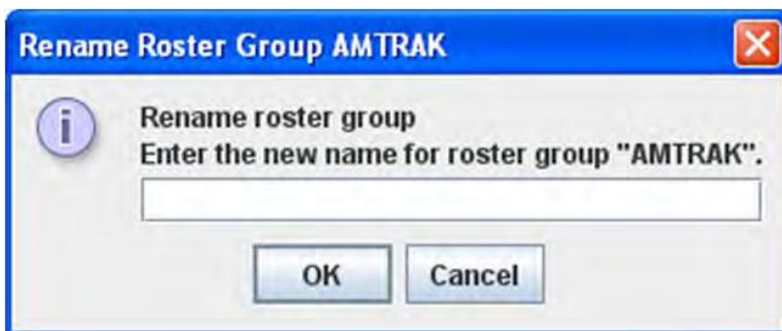 Rename Roster Group AMTRAK
Rename roster group
Enter the new name for roster group "AMTRAK".
OK
Cancel